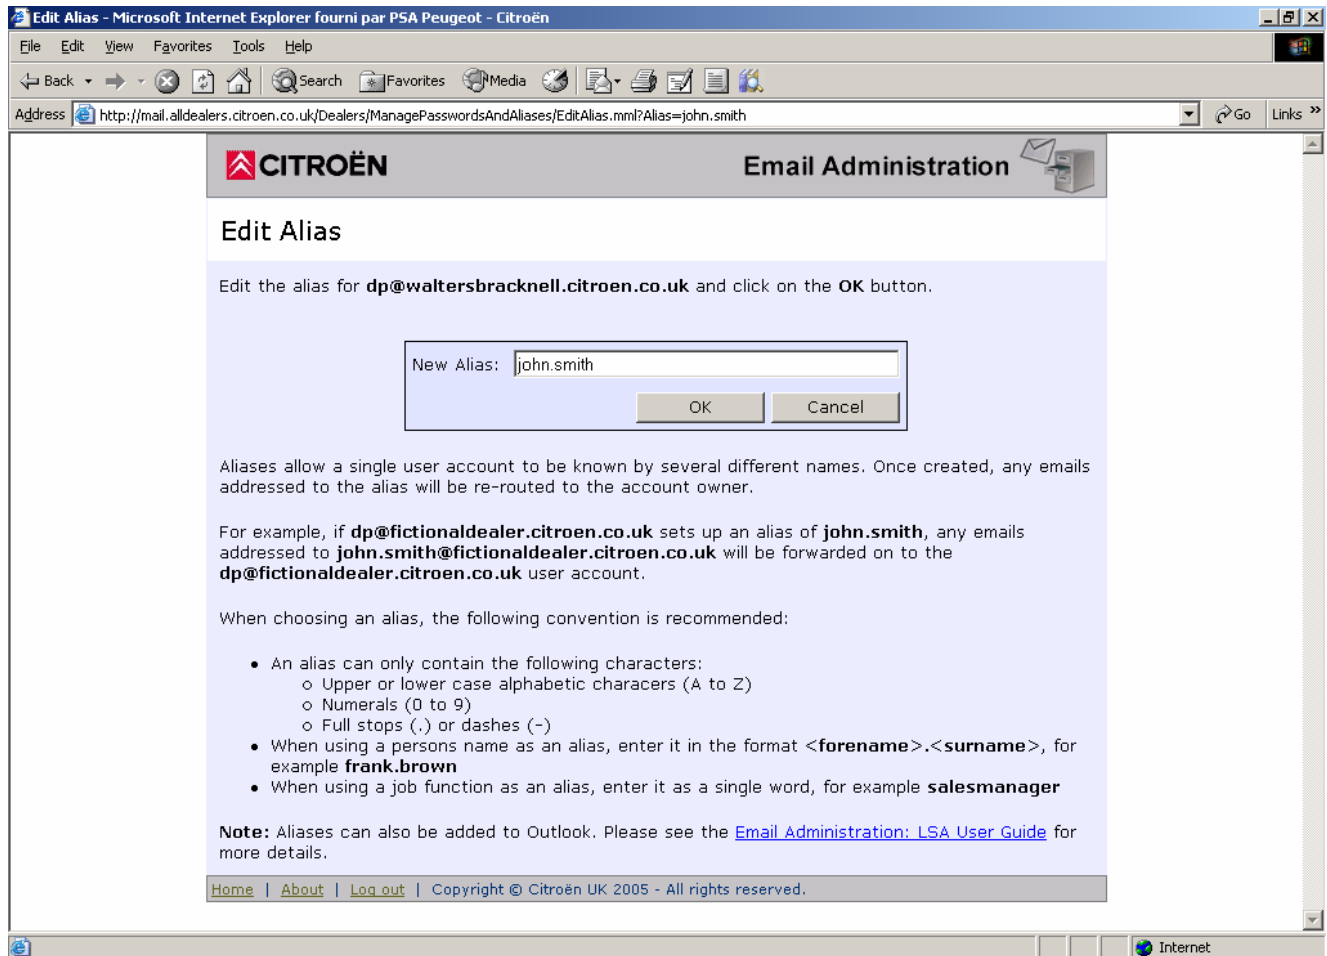 Edit Alias - Microsoft Internet Explorer fourni par PSA Peugeot - Citroën
File Edit View Favorites Tools Help
Back Search Favorites Media
Address http://mail.alldealers.citroen.co.uk/Dealers/ManagePasswordsAndAliases/EditAlias.mml?Alias=john.smith Go Links »
CITROËN Email Administration
Edit Alias
Edit the alias for dp@waltersbracknell.citroen.co.uk and click on the OK button.
New Alias: john.smith
OK Cancel
Aliases allow a single user account to be known by several different names. Once created, any emails
addressed to the alias will be re-routed to the account owner.
For example, if dp@fictionaldealer.citroen.co.uk sets up an alias of john.smith, any emails
addressed to john.smith@fictionaldealer.citroen.co.uk will be forwarded on to the
dp@fictionaldealer.citroen.co.uk user account.
When choosing an alias, the following convention is recommended:
• An alias can only contain the following characters:
o Upper or lower case alphabetic characers (A to Z)
o Numerals (0 to 9)
o Full stops (.) or dashes (-)
• When using a persons name as an alias, enter it in the format <forename>.<surname>, for
example frank.brown
• When using a job function as an alias, enter it as a single word, for example salesmanager
Note: Aliases can also be added to Outlook. Please see the Email Administration: LSA User Guide for
more details.
Home | About | Log out | Copyright © Citroën UK 2005 - All rights reserved.
Internet